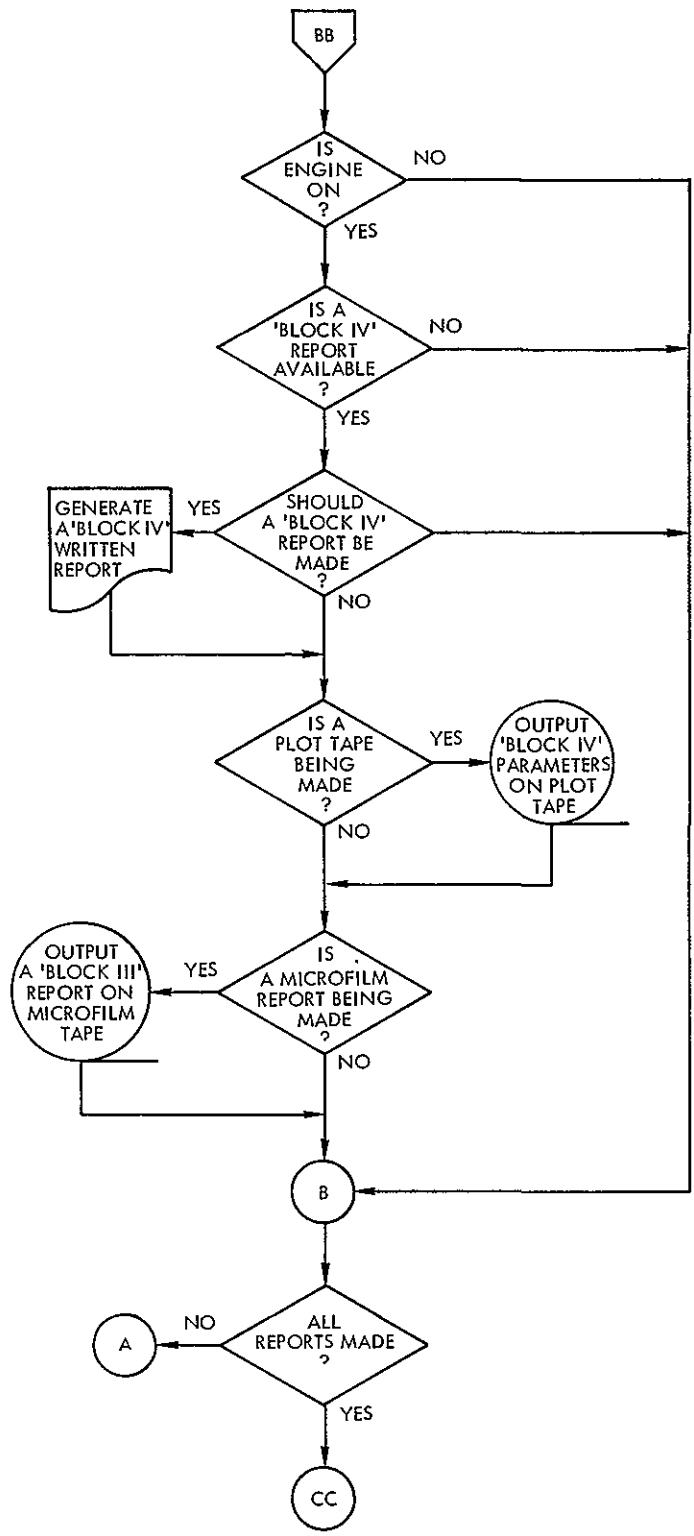 BB
IS
ENGINE
ON
?
NO
YES
IS A
'BLOCK IV'
REPORT
AVAILABLE
?
NO
YES
SHOULD
A 'BLOCK IV'
REPORT BE
MADE
?
YES
GENERATE
A'BLOCK IV'
WRITTEN
REPORT
NO
IS A
PLOT TAPE
BEING
MADE
?
YES
OUTPUT
'BLOCK IV'
PARAMETERS
ON PLOT
TAPE
NO
IS
A MICROFILM
REPORT BEING
MADE
?
YES
OUTPUT
A 'BLOCK III'
REPORT ON
MICROFILM
TAPE
NO
B
ALL
REPORTS MADE
?
NO
A
YES
CC